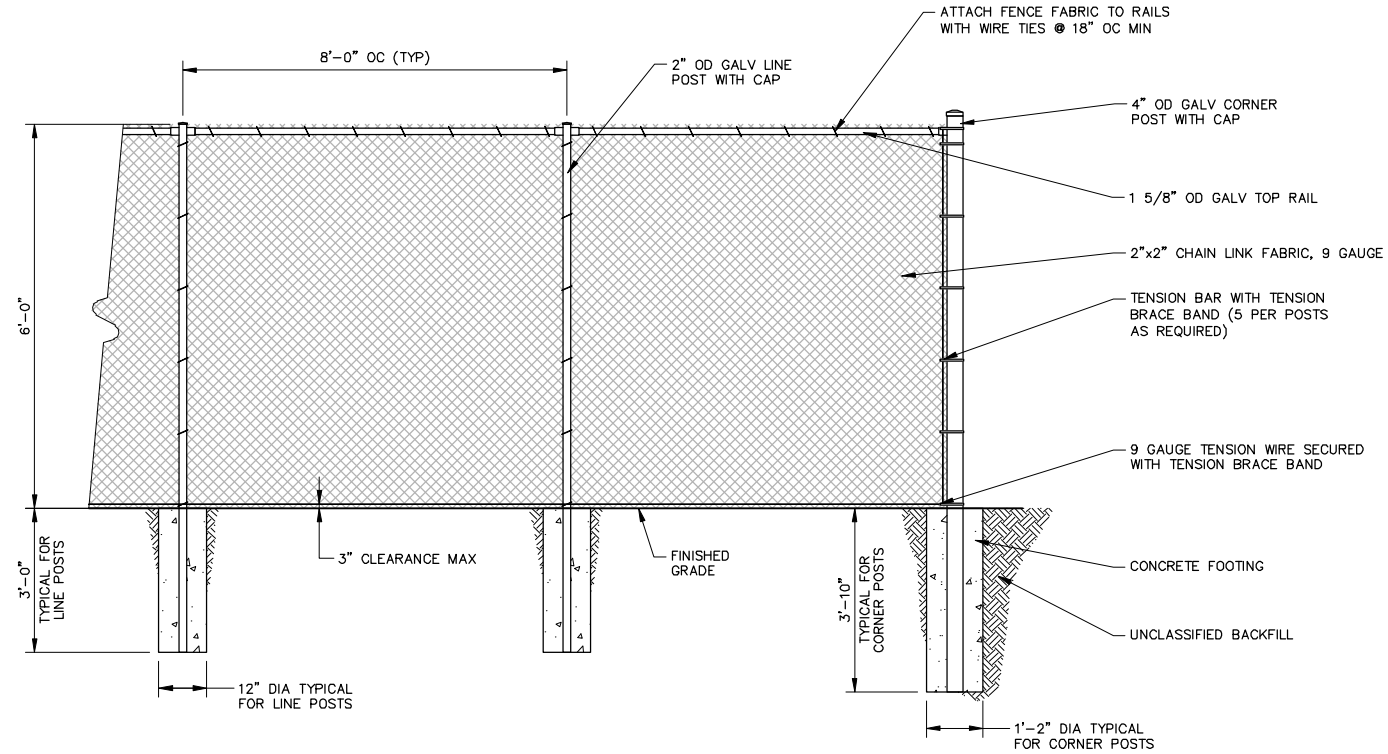 ATTACH FENCE FABRIC TO RAILS
WITH WIRE TIES @ 18" OC MIN
8'-0" OC (TYP)
2" OD GALV LINE
POST WITH CAP
4" OD GALV CORNER
POST WITH CAP
1 5/8" OD GALV TOP RAIL
2"x2" CHAIN LINK FABRIC, 9 GAUGE
6'-0"
TENSION BAR WITH TENSION
BRACE BAND (5 PER POSTS
AS REQUIRED)
9 GAUGE TENSION WIRE SECURED
WITH TENSION BRACE BAND
3'-0"
TYPICAL FOR
LINE POSTS
3" CLEARANCE MAX
FINISHED
GRADE
3'-10"
TYPICAL FOR
CORNER POSTS
CONCRETE FOOTING
UNCLASSIFIED BACKFILL
12" DIA TYPICAL
FOR LINE POSTS
1'-2" DIA TYPICAL
FOR CORNER POSTS